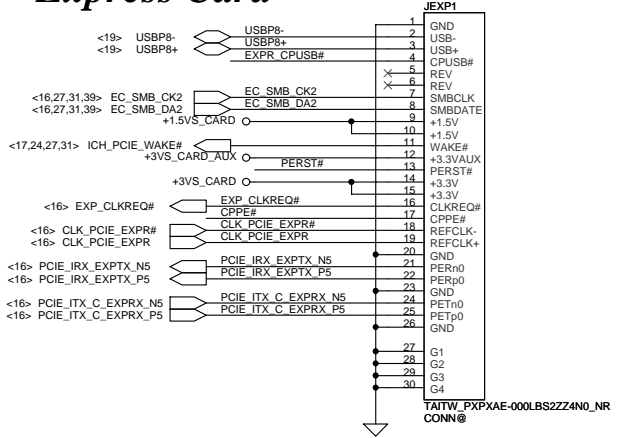 Express Card
JEXP1
1 GND
<19> USBP8- USBP8- 2 USB-
<19> USBP8+ USBP8+ 3 USB+
EXPR_CPUSB# 4 CPUSB#
5 REV
6 REV
<16,27,31,39> EC_SMB_CK2 EC_SMB_CK2 7 SMBCLK
<16,27,31,39> EC_SMB_DA2 EC_SMB_DA2 8 SMBDATE
+1.5VS_CARD 9 +1.5V
10 +1.5V
<17,24,27,31> ICH_PCIE_WAKE# 11 WAKE#
+3VS_CARD_AUX 12 +3.3VAUX
PERST# 13 PERST#
+3VS_CARD 14 +3.3V
15 +3.3V
<16> EXP_CLKREQ# EXP_CLKREQ# 16 CLKREQ#
CPPE# 17 CPPE#
<16> CLK_PCIE_EXPR# CLK_PCIE_EXPR# 18 REFCLK-
<16> CLK_PCIE_EXPR CLK_PCIE_EXPR 19 REFCLK+
20 GND
<16> PCIE_IRX_EXPTX_N5 PCIE_IRX_EXPTX_N5 21 PERn0
<16> PCIE_IRX_EXPTX_P5 PCIE_IRX_EXPTX_P5 22 PERp0
23 GND
<16> PCIE_ITX_C_EXPRX_N5 PCIE_ITX_C_EXPRX_N5 24 PETn0
<16> PCIE_ITX_C_EXPRX_P5 PCIE_ITX_C_EXPRX_P5 25 PETp0
26 GND
27 G1
28 G2
29 G3
30 G4
TAITW_PXPXAE-000LBS2ZZ4N0_NR
CONN@